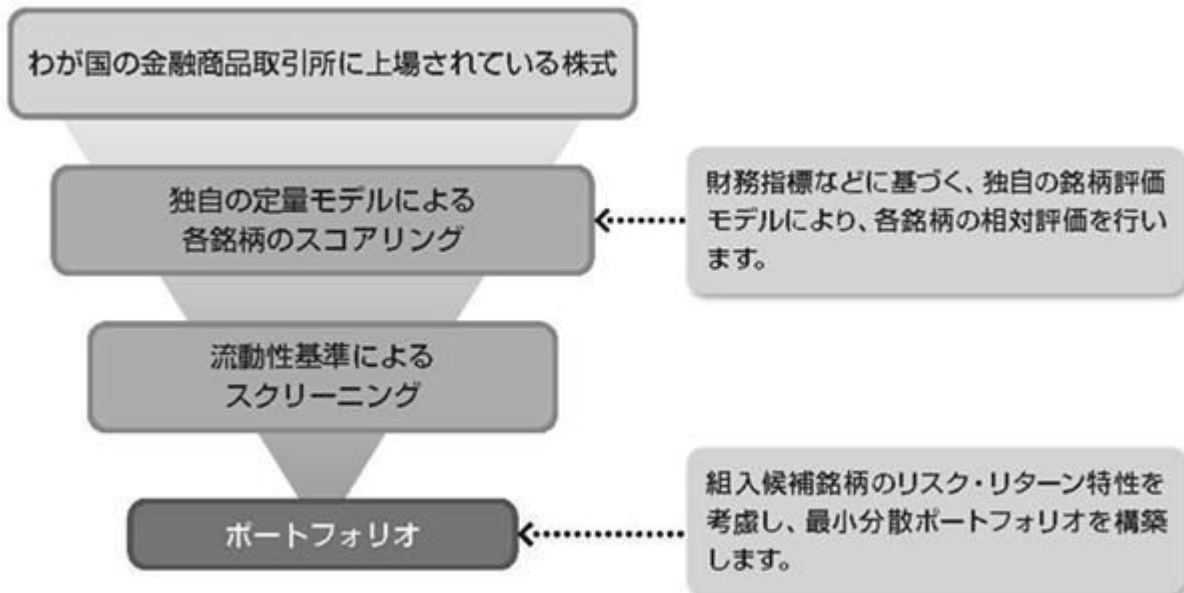 わが国の金融商品取引所に上場されている株式
独自の定量モデルによる
各銘柄のスコアリング
財務指標などに基づく、独自の銘柄評価
モデルにより、各銘柄の相対評価を行い
ます。
流動性基準による
スクリーニング
ポートフォリオ
組入候補銘柄のリスク・リターン特性を
考慮し、最小分散ポートフォリオを構築
します。